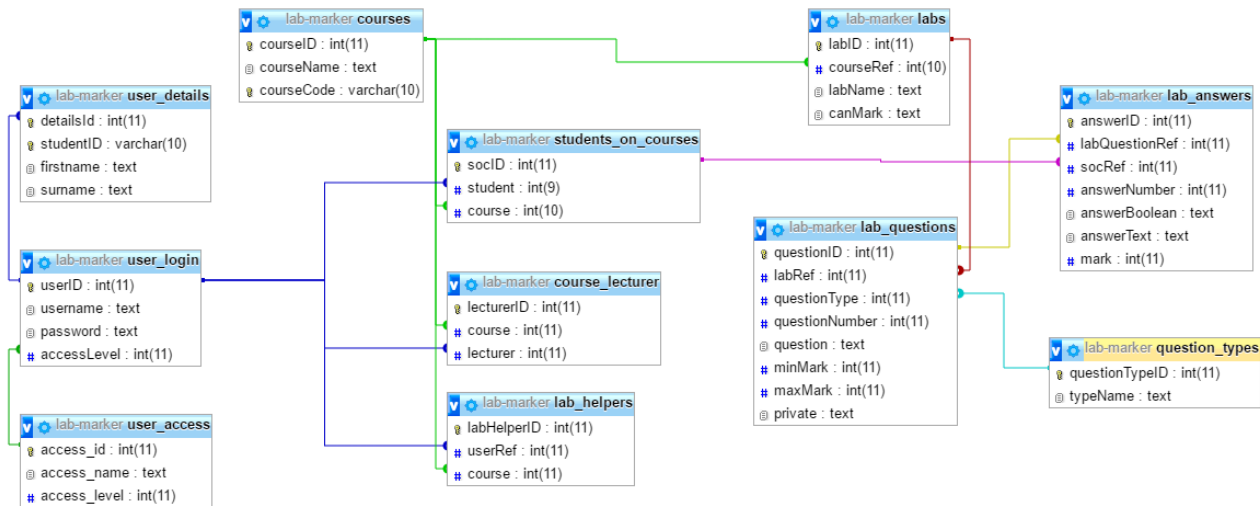 lab-marker courses
courseID : int(11)
courseName : text
courseCode : varchar(10)
lab-marker labs
labID : int(11)
courseRef : int(10)
labName : text
canMark : text
lab-marker user_details
detailsId : int(11)
studentID : varchar(10)
firstname : text
surname : text
lab-marker lab_answers
answerID : int(11)
labQuestionRef : int(11)
socRef : int(11)
answerNumber : int(11)
answerBoolean : text
answerText : text
mark : int(11)
lab-marker students_on_courses
socID : int(11)
student : int(9)
course : int(10)
lab-marker lab_questions
questionID : int(11)
labRef : int(11)
questionType : int(11)
questionNumber : int(11)
question : text
minMark : int(11)
maxMark : int(11)
private : text
lab-marker user_login
userID : int(11)
username : text
password : text
accessLevel : int(11)
lab-marker course_lecturer
lecturerID : int(11)
course : int(11)
lecturer : int(11)
lab-marker question_types
questionTypeID : int(11)
typeName : text
lab-marker lab_helpers
labHelperID : int(11)
userRef : int(11)
course : int(11)
lab-marker user_access
access_id : int(11)
access_name : text
access_level : int(11)